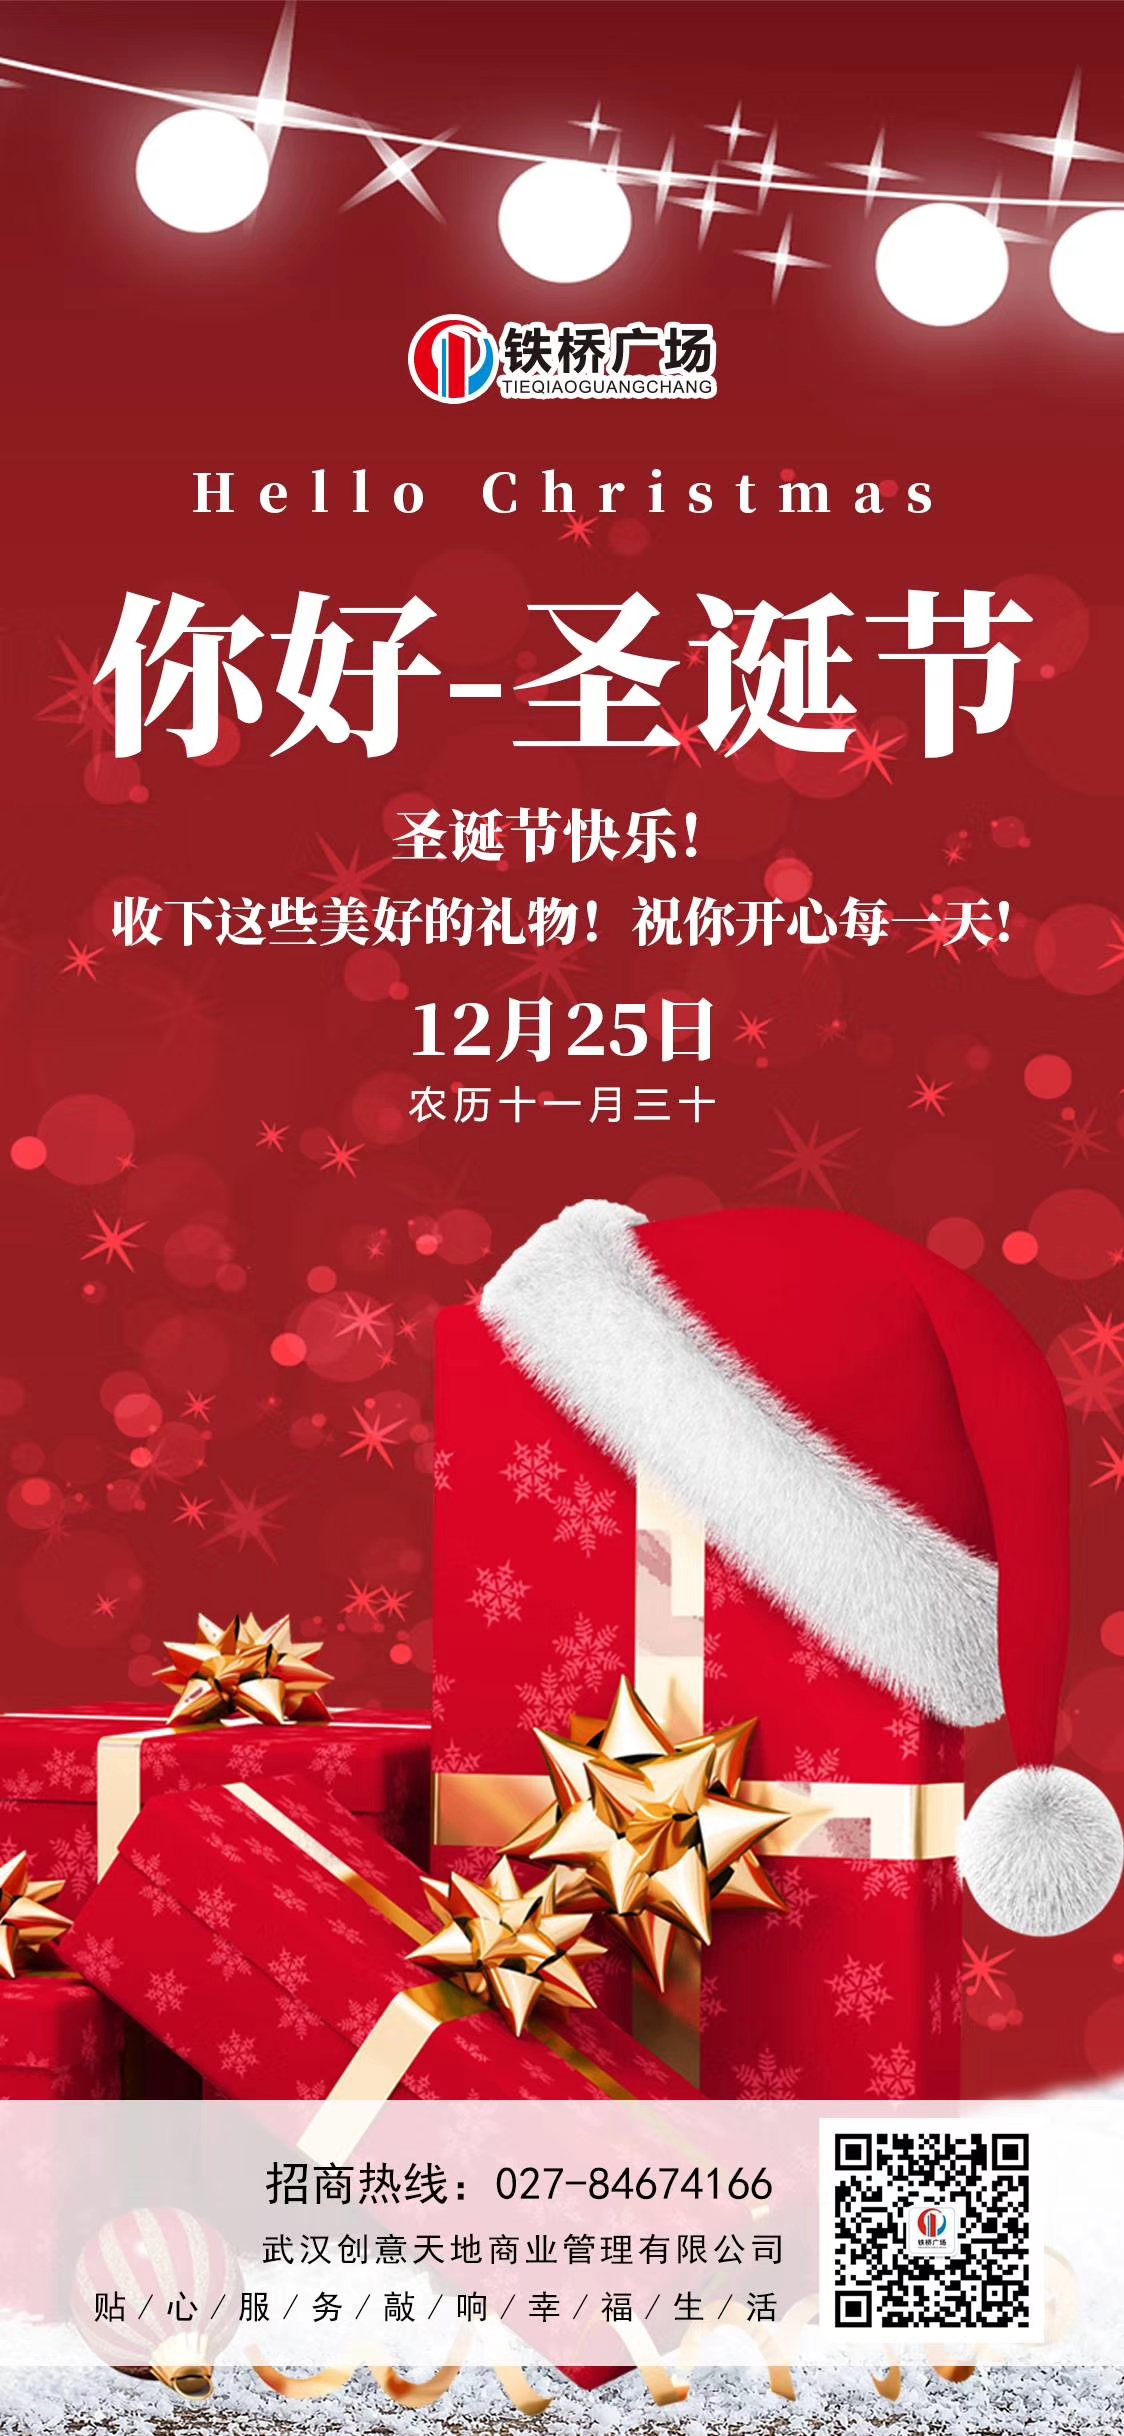 铁桥广场
TIEQIAOGUANGCHANG
Hello Christmas
你好-圣诞节
圣诞节快乐！
收下这些美好的礼物！祝你开心每一天！
12月25日
农历十一月三十
招商热线：027-84674166
武汉创意天地商业管理有限公司
贴/心/服/务/敲/响/幸/福/生/活
铁桥广场